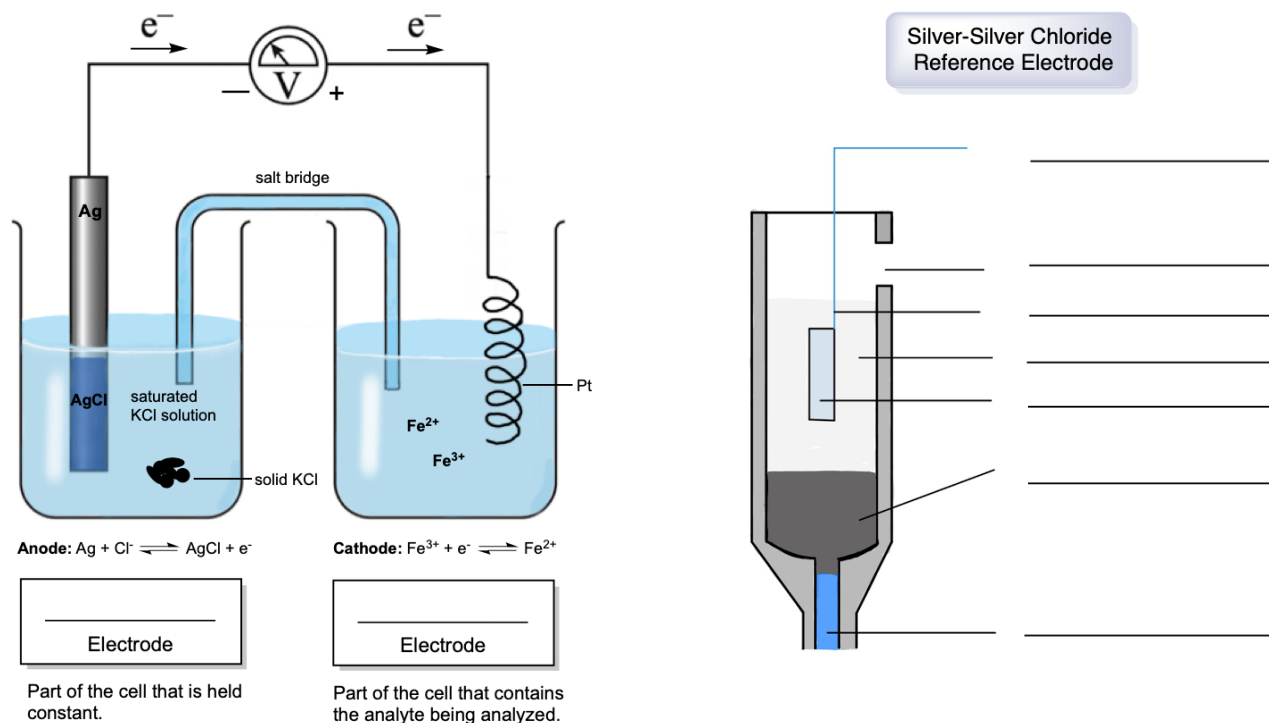 e⁻
e⁻
V
−
+
Silver-Silver Chloride
Reference Electrode
salt bridge
Ag
AgCl
saturated
KCl solution
solid KCl
Fe²⁺
Fe³⁺
Pt
Anode: Ag + Cl⁻ ⇌ AgCl + e⁻
Cathode: Fe³⁺ + e⁻ ⇌ Fe²⁺
Electrode
Electrode
Part of the cell that is held
constant.
Part of the cell that contains
the analyte being analyzed.